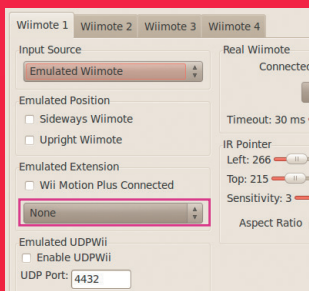 Wiimote 1 Wiimote 2 Wiimote 3 Wiimote 4
Input Source
Emulated Wiimote
Emulated Position
Sideways Wiimote
Upright Wiimote
Emulated Extension
Wii Motion Plus Connected
None
Emulated UDPWii
Enable UDPWii
UDP Port: 4432
Real Wiimote
Connected
Timeout: 30 ms
IR Pointer
Left: 266
Top: 215
Sensitivity: 3
Aspect Ratio